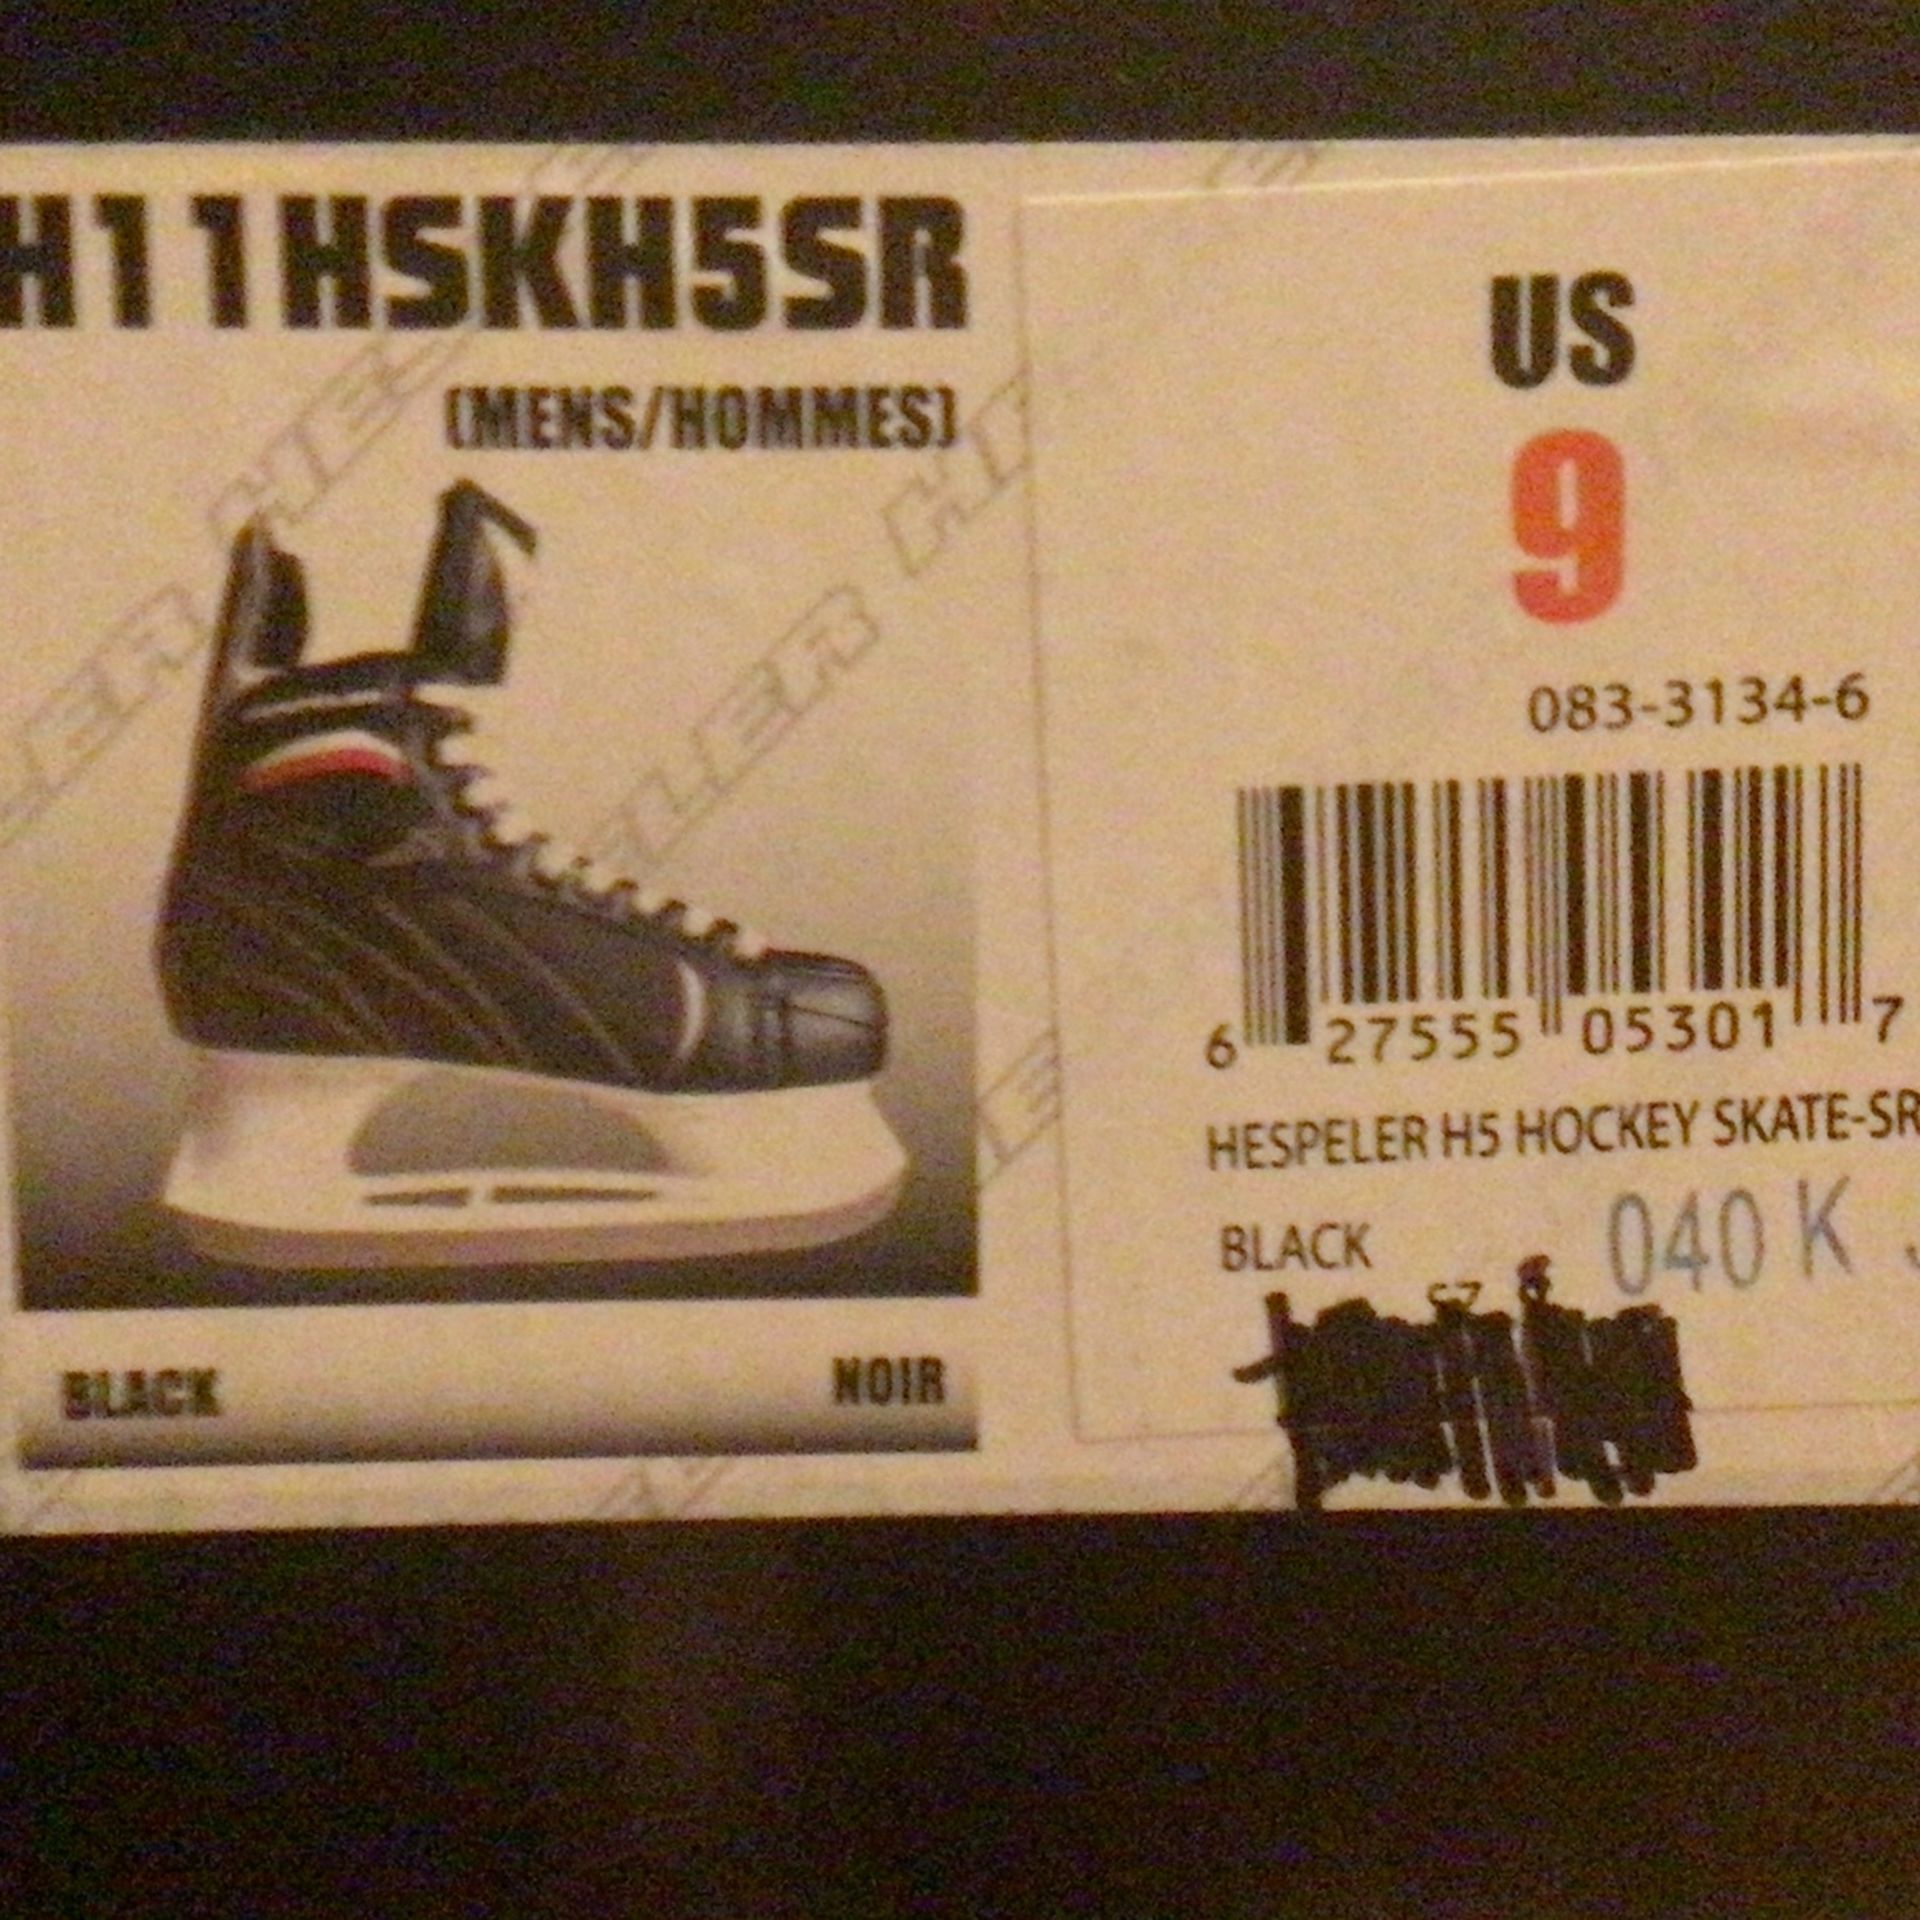 H11HSKH5SR
(MENS/HOMMES)
BLACK NOIR
US
9
083-3134-6
6 27555 05301 7
HESPELER H5 HOCKEY SKATE-SR
BLACK
040 K
SZ